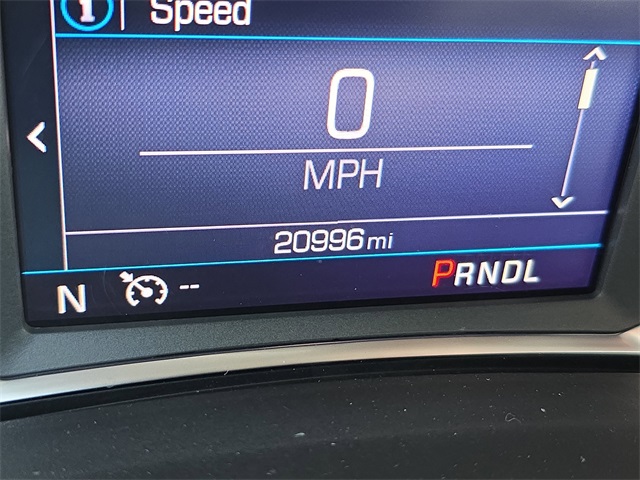 i Speed
0
MPH
20996 mi
N -- PRNDL